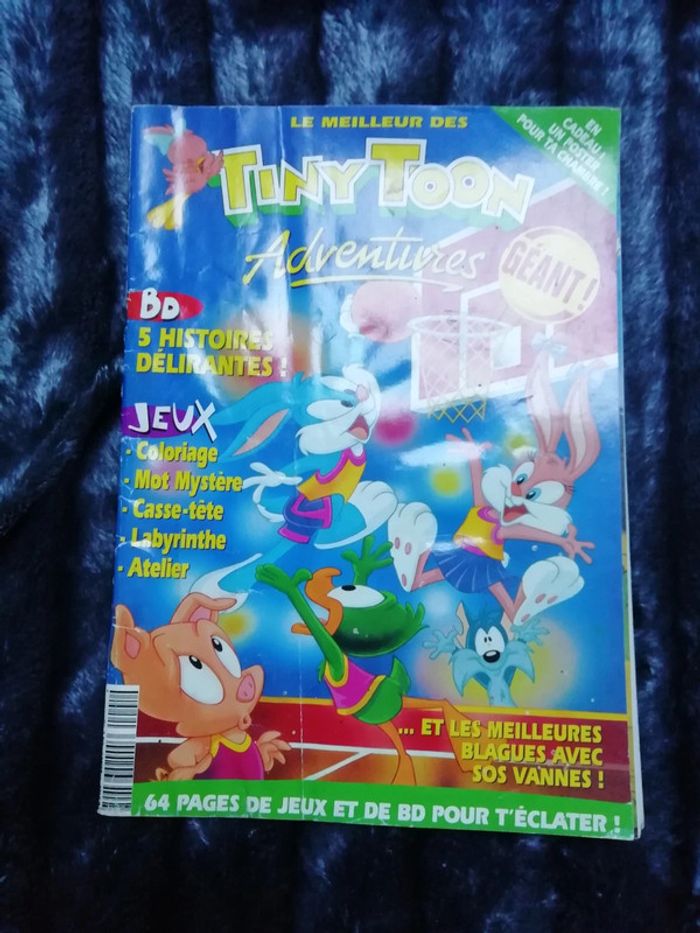 LE MEILLEUR DES
EN
CADEAU
UN POSTER
POUR TA CHAMBRE !
TINY TOON
Adventures
GÉANT !
BD
5 HISTOIRES
DÉLIRANTES !
JEUX
- Coloriage
- Mot Mystère
- Casse-tête
- Labyrinthe
- Atelier
... ET LES MEILLEURES
BLAGUES AVEC
SOS VANNES !
64 PAGES DE JEUX ET DE BD POUR T'ÉCLATER !